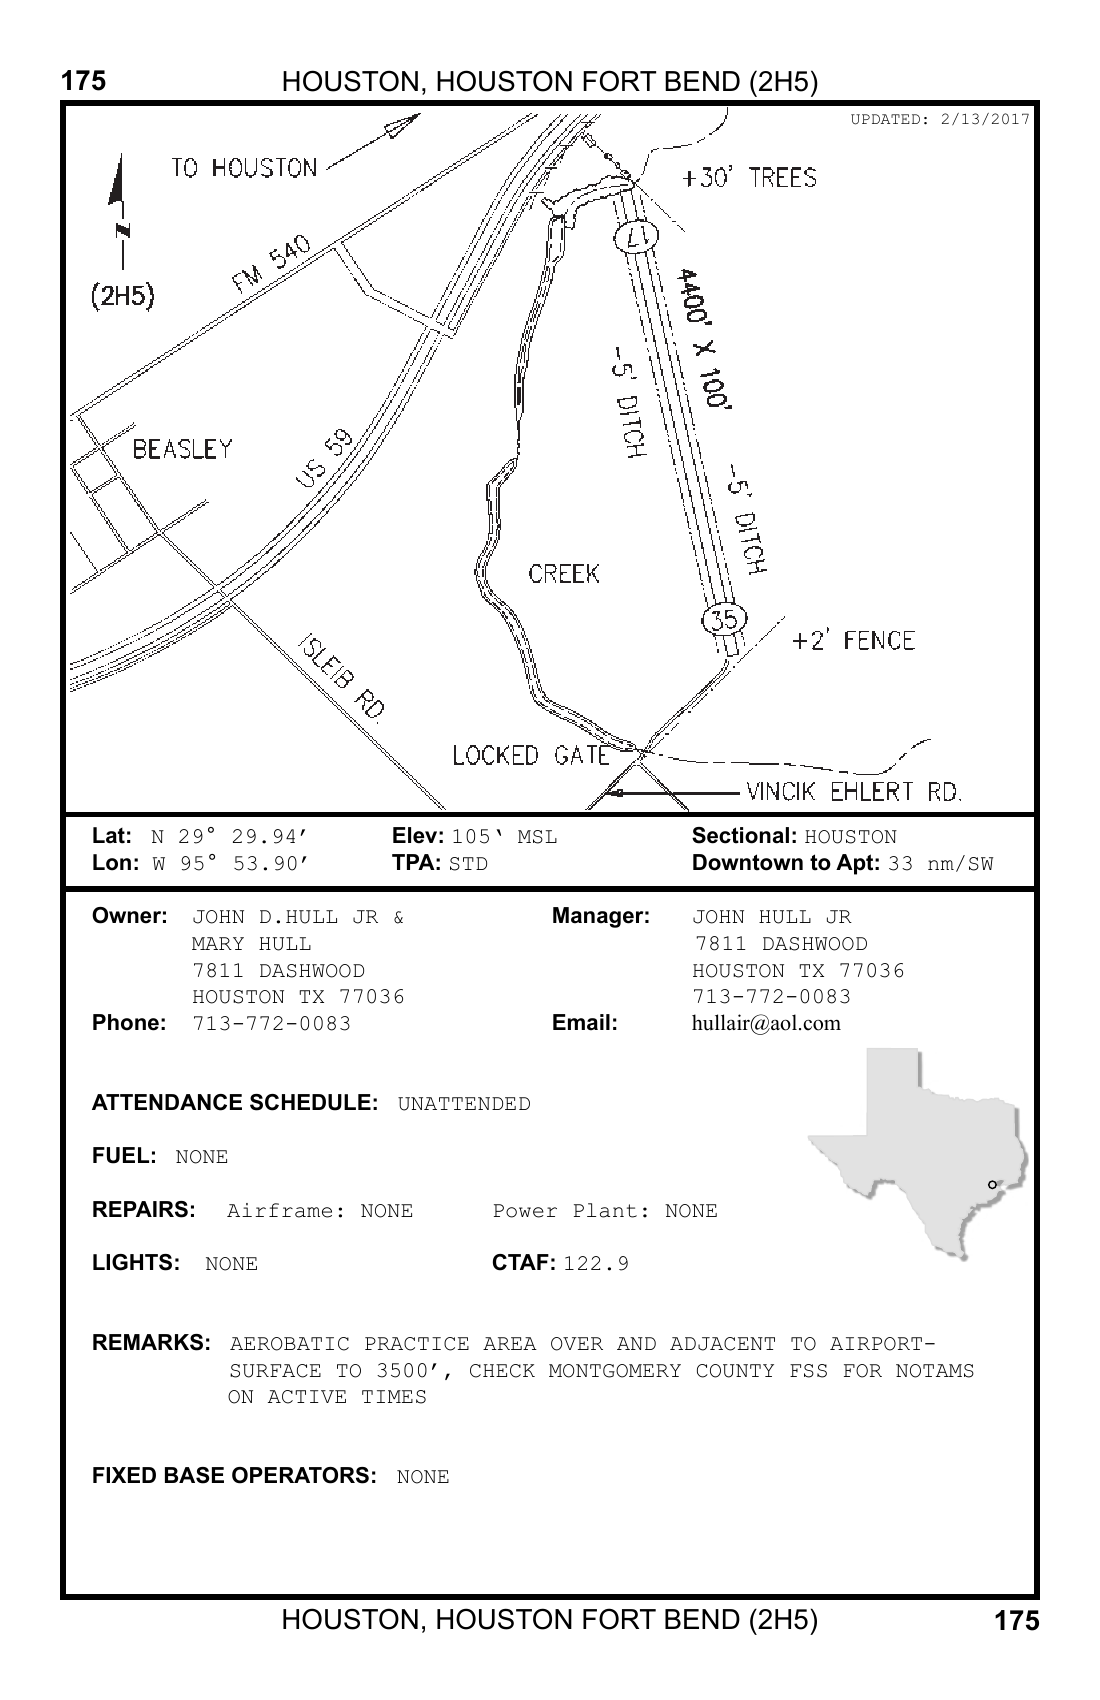 175
HOUSTON, HOUSTON FORT BEND (2H5)
UPDATED: 2/13/2017
TO HOUSTON
+30' TREES
17
FM 540
(2H5)
4400' X 100'
-5' DITCH
BEASLEY
US 59
-5' DITCH
CREEK
35
+2' FENCE
ISLEIB RD.
LOCKED GATE
VINCIK EHLERT RD.
Lat: N 29° 29.94’ Elev: 105‘ MSL Sectional: HOUSTON
Lon: W 95° 53.90’ TPA: STD Downtown to Apt: 33 nm/SW
Owner: JOHN D.HULL JR & Manager: JOHN HULL JR
MARY HULL 7811 DASHWOOD
7811 DASHWOOD HOUSTON TX 77036
HOUSTON TX 77036 713-772-0083
Phone: 713-772-0083 Email: hullair@aol.com
ATTENDANCE SCHEDULE: UNATTENDED
FUEL: NONE
REPAIRS: Airframe: NONE Power Plant: NONE
LIGHTS: NONE CTAF: 122.9
REMARKS: AEROBATIC PRACTICE AREA OVER AND ADJACENT TO AIRPORT-
SURFACE TO 3500’, CHECK MONTGOMERY COUNTY FSS FOR NOTAMS
ON ACTIVE TIMES
FIXED BASE OPERATORS: NONE
HOUSTON, HOUSTON FORT BEND (2H5)
175